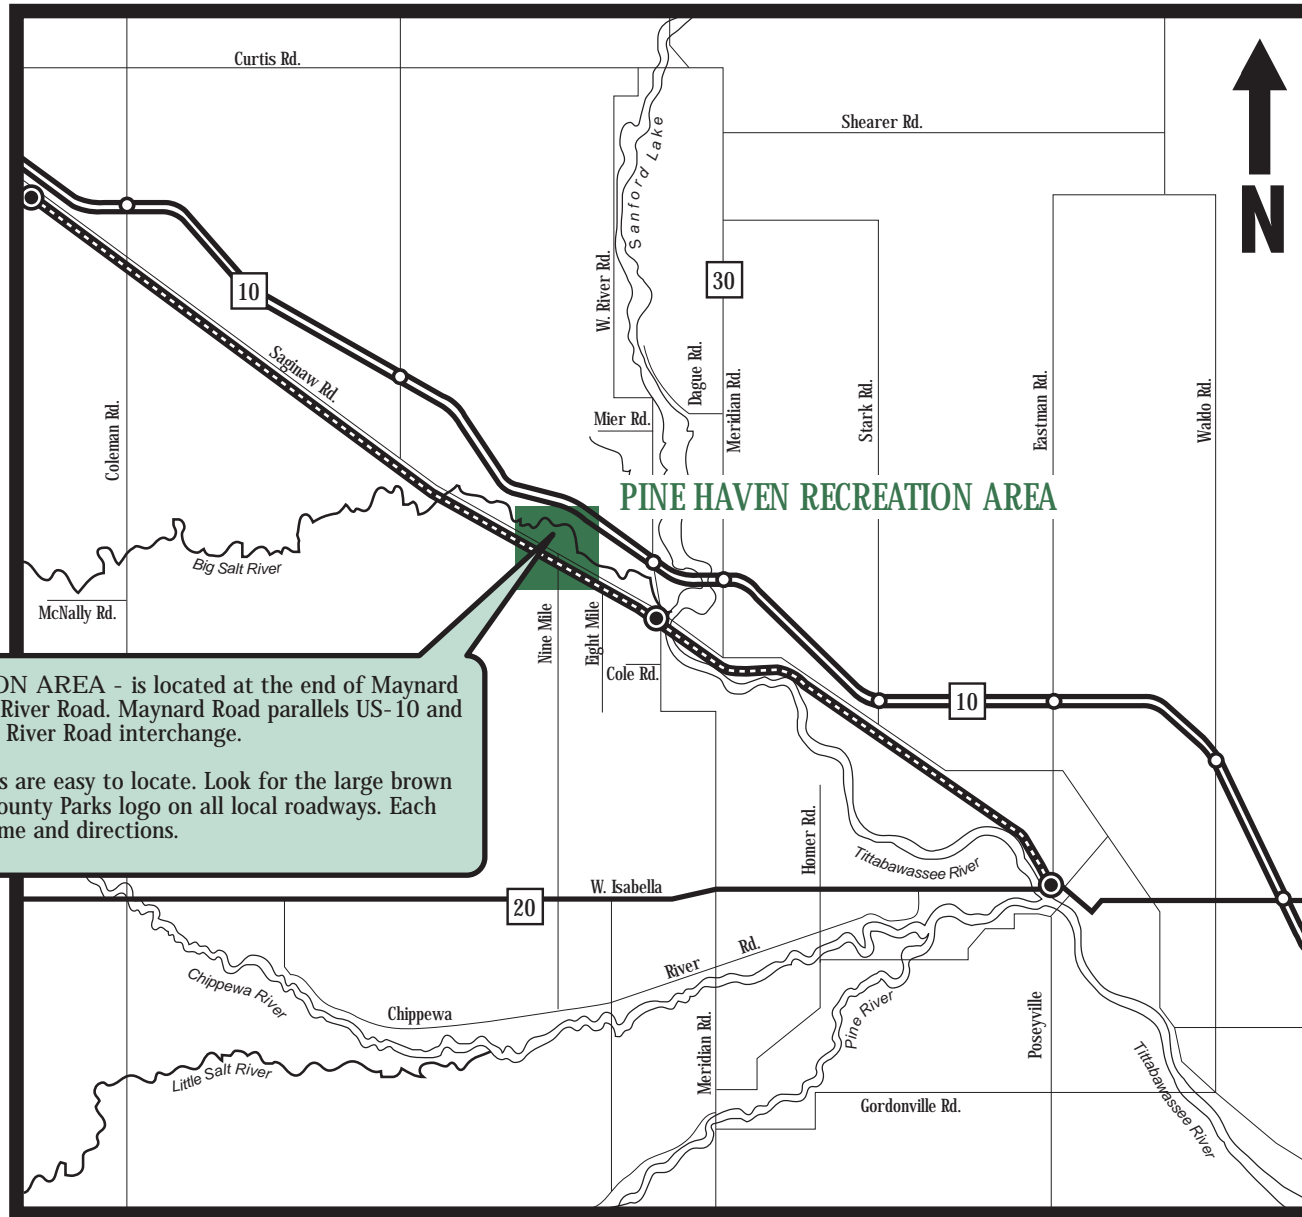 Curtis Rd.
Shearer Rd.
Sanford Lake
N
W. River Rd.
30
10
Saginaw Rd.
Dague Rd.
Meridian Rd.
Stark Rd.
Eastman Rd.
Waldo Rd.
Coleman Rd.
Mier Rd.
PINE HAVEN RECREATION AREA
Big Salt River
McNally Rd.
Nine Mile
Eight Mile
Cole Rd.
ON AREA - is located at the end of Maynard
River Road. Maynard Road parallels US-10 and
River Road interchange.
s are easy to locate. Look for the large brown
ounty Parks logo on all local roadways. Each
me and directions.
10
Homer Rd.
Tittabawassee River
W. Isabella
20
River Rd.
Chippewa River
Chippewa
Pine River
Poseyville
Meridian Rd.
Little Salt River
Tittabawassee River
Gordonville Rd.